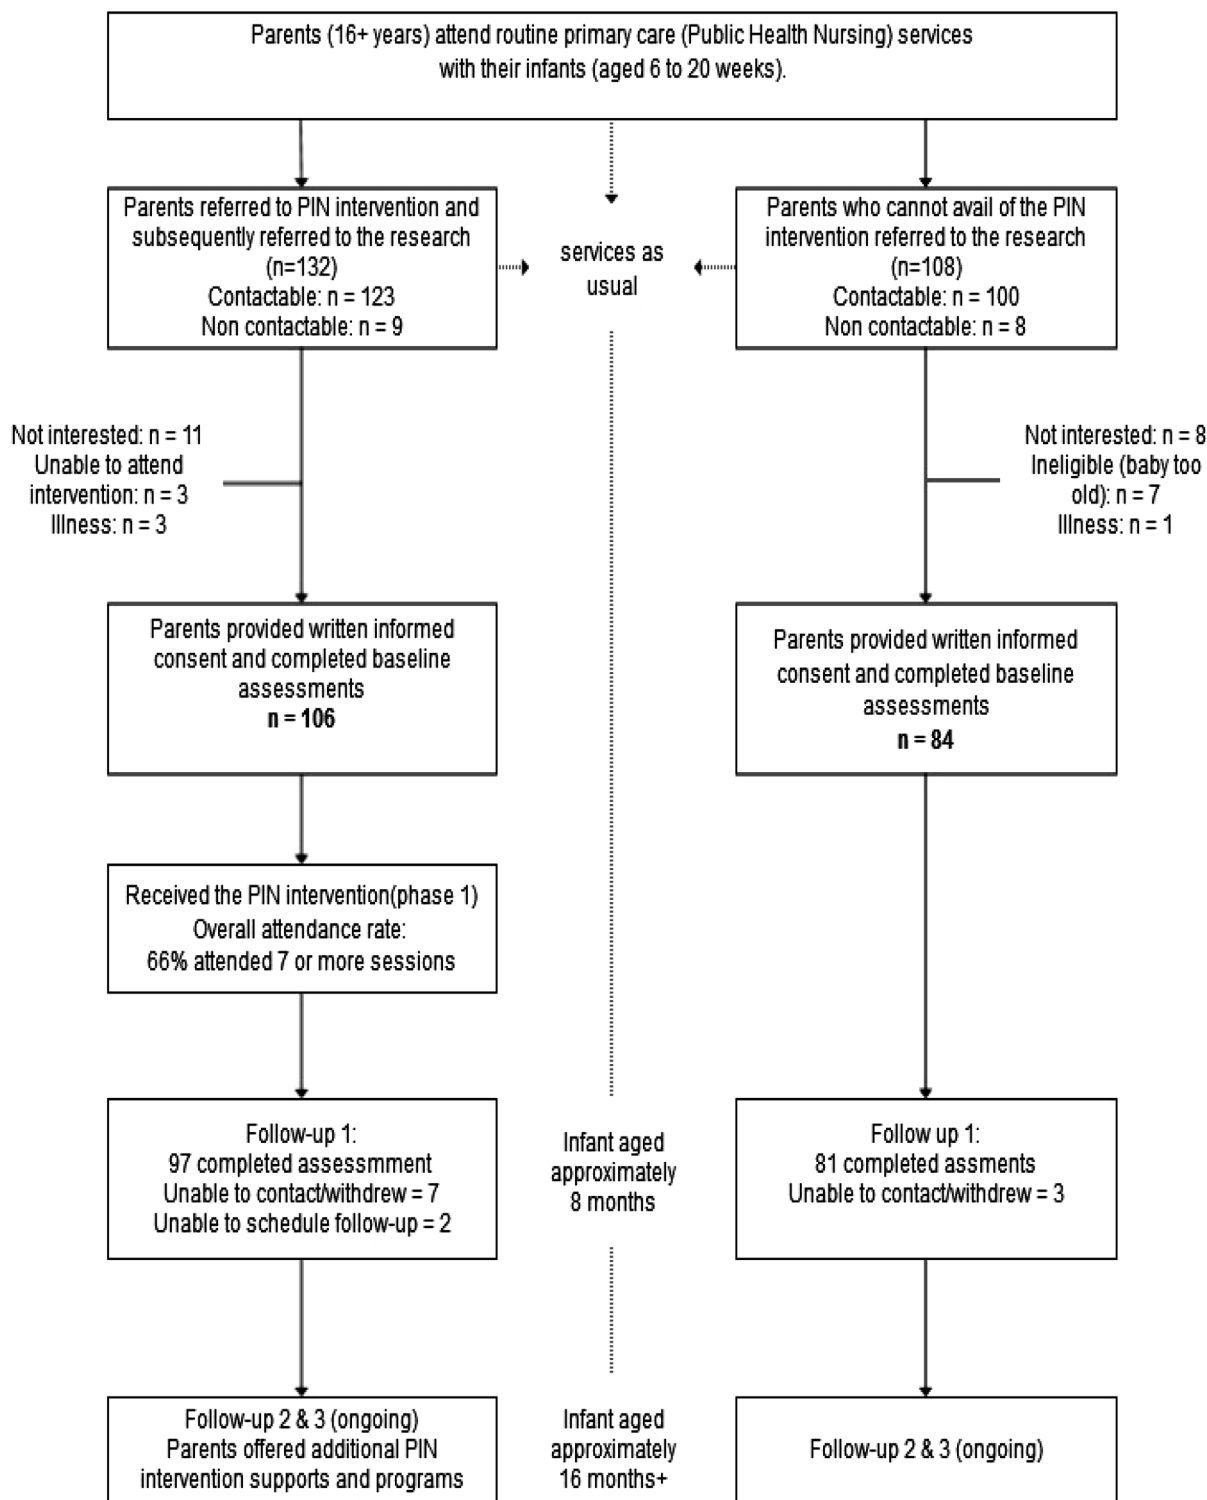 Parents (16+ years) attend routine primary care (Public Health Nursing) services
with their infants (aged 6 to 20 weeks).
Parents referred to PIN intervention and
subsequently referred to the research
(n=132)
Contactable: n = 123
Non contactable: n = 9
services as
usual
Parents who cannot avail of the PIN
intervention referred to the research
(n=108)
Contactable: n = 100
Non contactable: n = 8
Not interested: n = 11
Unable to attend
intervention: n = 3
Illness: n = 3
Not interested: n = 8
Ineligible (baby too
old): n = 7
Illness: n = 1
Parents provided written informed
consent and completed baseline
assessments
n = 106
Parents provided written informed
consent and completed baseline
assessments
n = 84
Received the PIN intervention(phase 1)
Overall attendance rate:
66% attended 7 or more sessions
Follow-up 1:
97 completed assessmment
Unable to contact/withdrew = 7
Unable to schedule follow-up = 2
Infant aged
approximately
8 months
Follow up 1:
81 completed assments
Unable to contact/withdrew = 3
Follow-up 2 & 3 (ongoing)
Parents offered additional PIN
intervention supports and programs
Infant aged
approximately
16 months+
Follow-up 2 & 3 (ongoing)